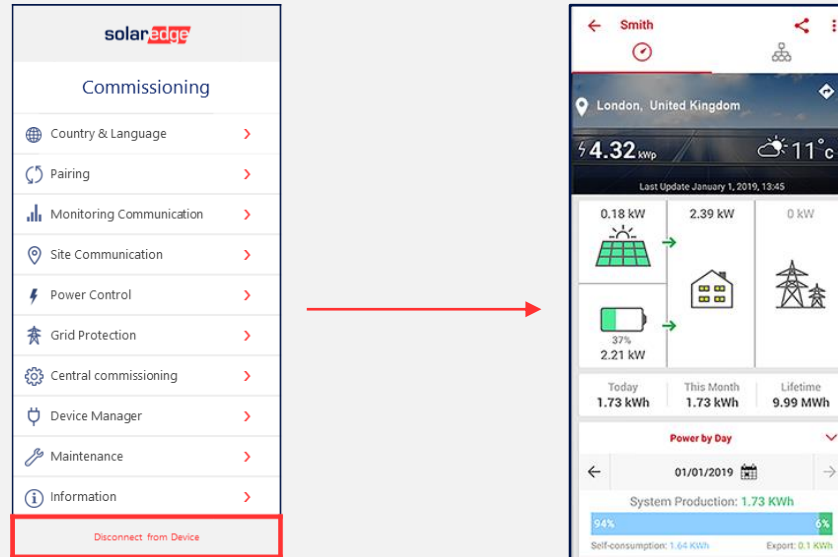 solaredge
Commissioning
Country & Language
Pairing
Monitoring Communication
Site Communication
Power Control
Grid Protection
Central commissioning
Device Manager
Maintenance
Information
Disconnect from Device
Smith
London, United Kingdom
4.32 kWp
11°c
Last Update January 1, 2019, 13:45
0.18 kW
2.39 kW
0 kW
37%
2.21 kW
Today
This Month
Lifetime
1.73 kWh
1.73 kWh
9.99 MWh
Power by Day
01/01/2019
System Production: 1.73 KWh
94%
6%
Self-consumption: 1.64 KWh
Export: 0.1 KWh